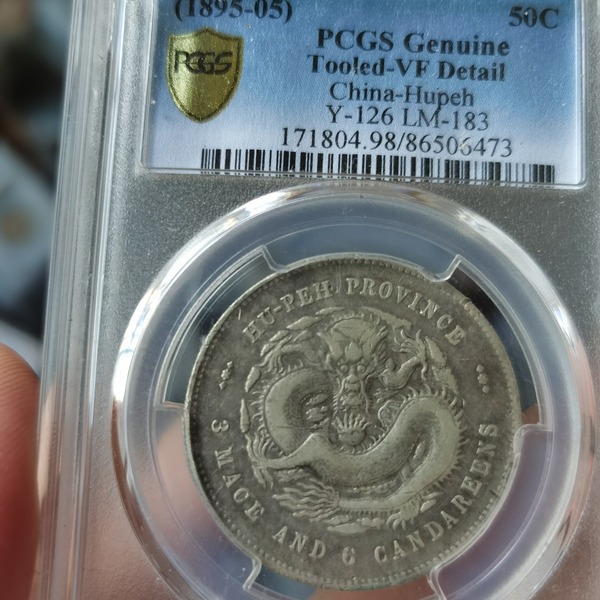 (1895-05) 50C
PCGS
PCGS Genuine
Tooled-VF Detail
China-Hupeh
Y-126 LM-183
171804.98/86506473
HU-PEH PROVINCE
3 MACE AND 6 CANDAREENS